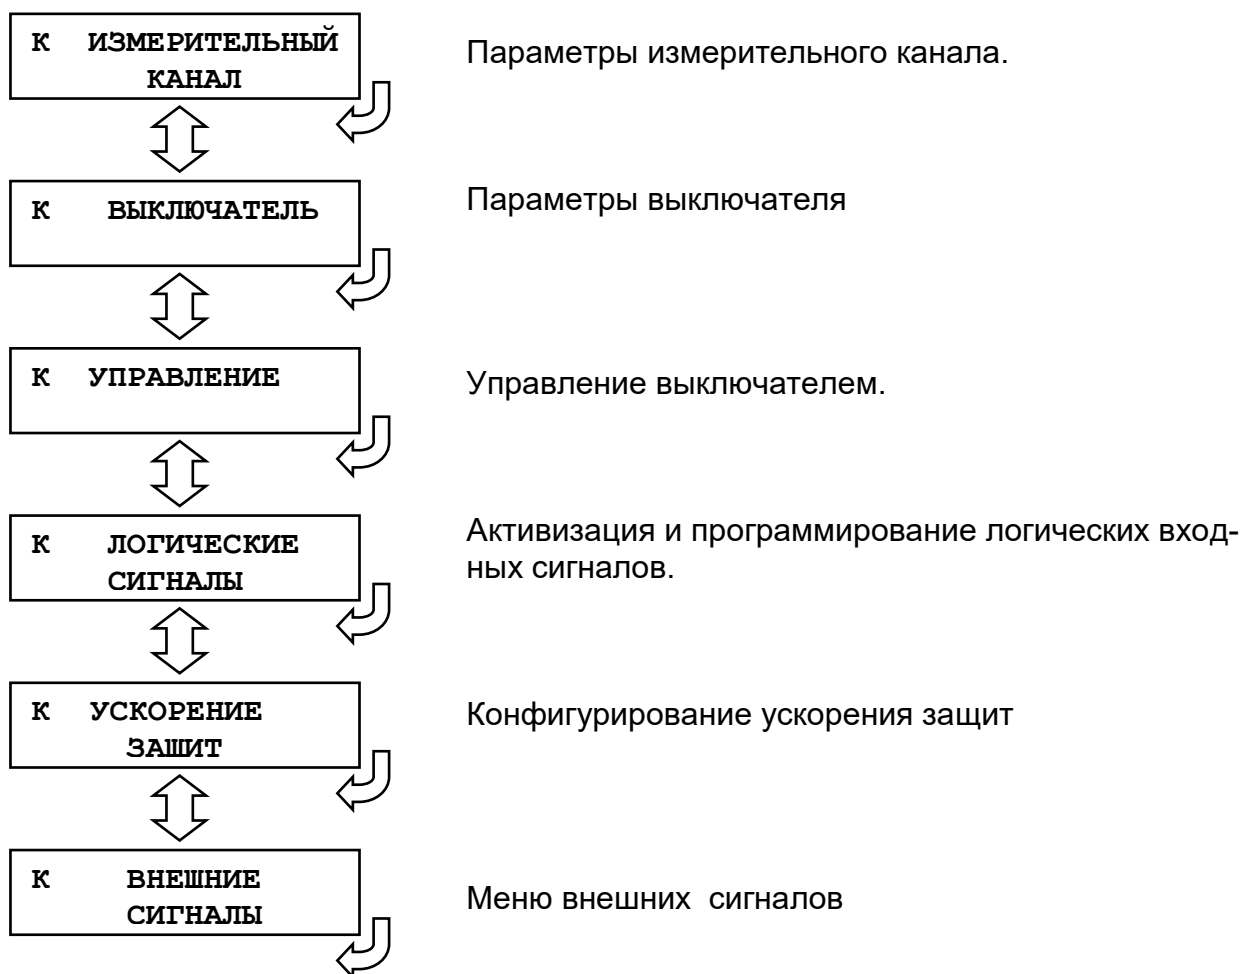 К ИЗМЕРИТЕЛЬНЫЙ
КАНАЛ
Параметры измерительного канала.
К ВЫКЛЮЧАТЕЛЬ
Параметры выключателя
К УПРАВЛЕНИЕ
Управление выключателем.
К ЛОГИЧЕСКИЕ
СИГНАЛЫ
Активизация и программирование логических вход-
ных сигналов.
К УСКОРЕНИЕ
ЗАШИТ
Конфигурирование ускорения защит
К ВНЕШНИЕ
СИГНАЛЫ
Меню внешних сигналов